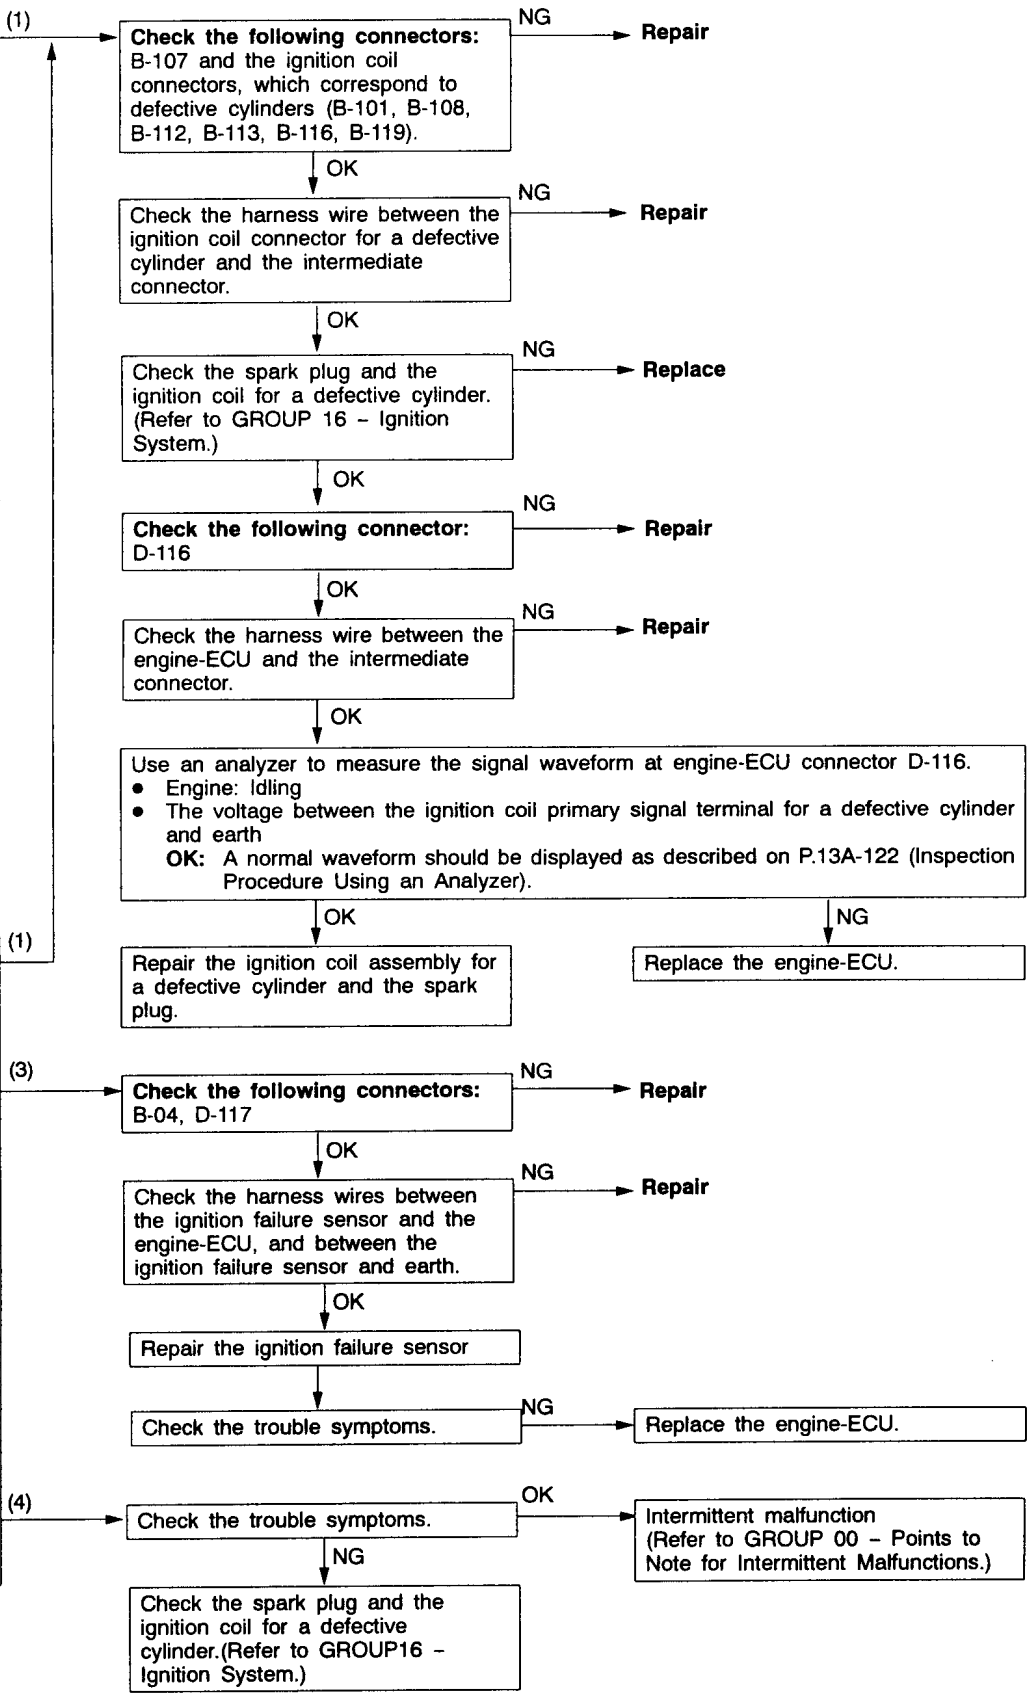 (1)
Check the following connectors:
B-107 and the ignition coil
connectors, which correspond to
defective cylinders (B-101, B-108,
B-112, B-113, B-116, B-119).
NG
Repair
OK
Check the harness wire between the
ignition coil connector for a defective
cylinder and the intermediate
connector.
NG
Repair
OK
Check the spark plug and the
ignition coil for a defective cylinder.
(Refer to GROUP 16 – Ignition
System.)
NG
Replace
OK
Check the following connector:
D-116
NG
Repair
OK
Check the harness wire between the
engine-ECU and the intermediate
connector.
NG
Repair
OK
Use an analyzer to measure the signal waveform at engine-ECU connector D-116.
● Engine: Idling
● The voltage between the ignition coil primary signal terminal for a defective cylinder
and earth
OK: A normal waveform should be displayed as described on P.13A-122 (Inspection
Procedure Using an Analyzer).
OK
NG
(1)
Repair the ignition coil assembly for
a defective cylinder and the spark
plug.
Replace the engine-ECU.
(3)
Check the following connectors:
B-04, D-117
NG
Repair
OK
Check the harness wires between
the ignition failure sensor and the
engine-ECU, and between the
ignition failure sensor and earth.
NG
Repair
OK
Repair the ignition failure sensor
Check the trouble symptoms.
NG
Replace the engine-ECU.
(4)
Check the trouble symptoms.
OK
Intermittent malfunction
(Refer to GROUP 00 – Points to
Note for Intermittent Malfunctions.)
NG
Check the spark plug and the
ignition coil for a defective
cylinder.(Refer to GROUP16 –
Ignition System.)